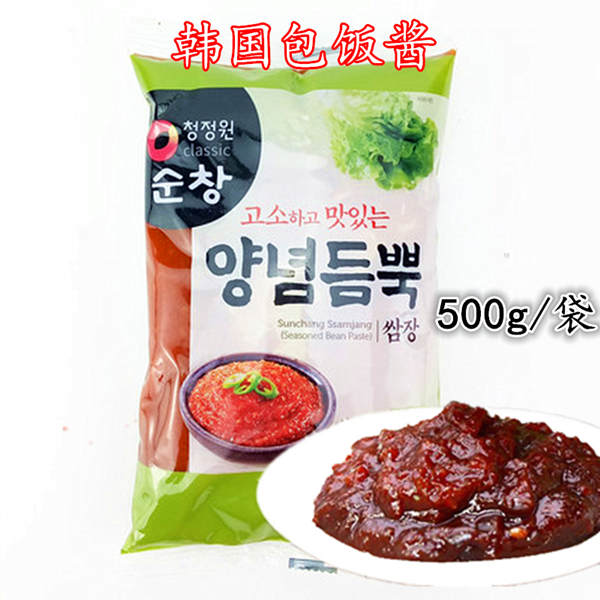 韩国包饭酱
청정원
classic
순창
고소하고 맛있는
양념듬뿍
Sunchang Ssamjang
(Seasoned Bean Paste)
쌈장
500g/袋